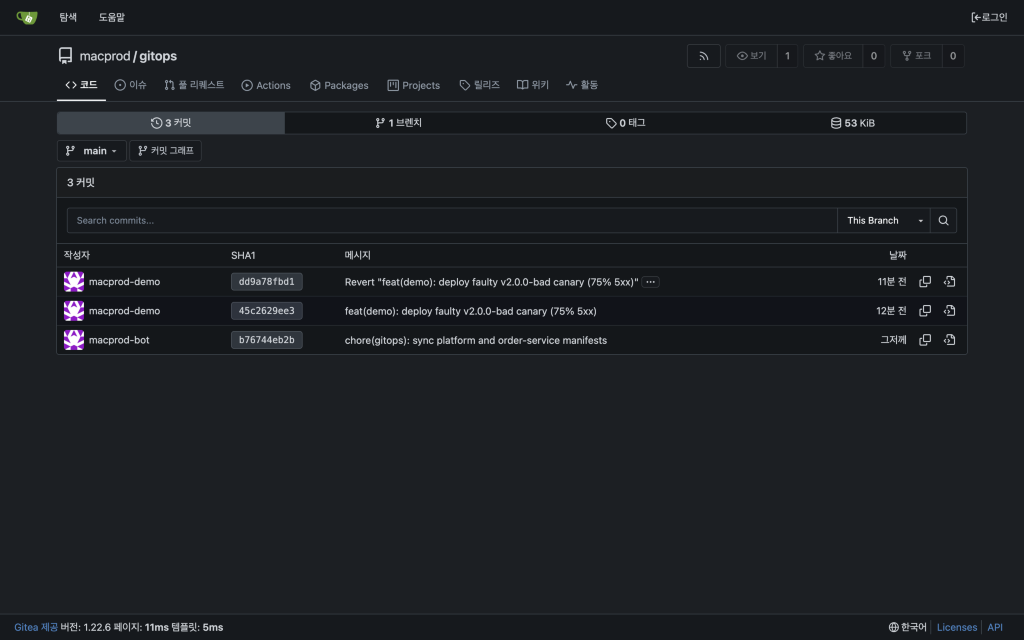 탐색 도움말 로그인
macprod / gitops 보기 1 좋아요 0 포크 0
코드 이슈 풀 리퀘스트 Actions Packages Projects 릴리즈 위키 활동
3 커밋 1 브렌치 0 태그 53 KiB
main 커밋 그래프
3 커밋
Search commits... This Branch
작성자 SHA1 메시지 날짜
macprod-demo dd9a78fbd1 Revert "feat(demo): deploy faulty v2.0.0-bad canary (75% 5xx)" ... 11분 전
macprod-demo 45c2629ee3 feat(demo): deploy faulty v2.0.0-bad canary (75% 5xx) 12분 전
macprod-bot b76744eb2b chore(gitops): sync platform and order-service manifests 그저께
Gitea 제공 버전: 1.22.6 페이지: 11ms 템플릿: 5ms 한국어 Licenses API